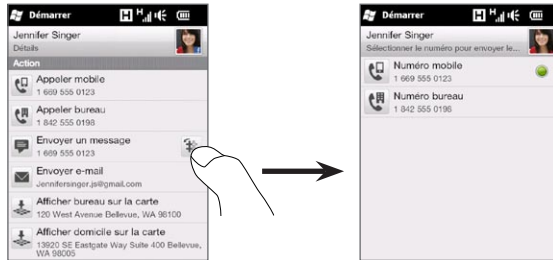 Démarrer
Jennifer Singer
Détails
Action
Appeler mobile
1 669 555 0123
Appeler bureau
1 842 555 0198
Envoyer un message
1 669 555 0123
Envoyer e-mail
Jennifersinger.js@gmail.com
Afficher bureau sur la carte
120 West Avenue Bellevue, WA 98100
Afficher domicile sur la carte
13920 SE Eastgate Way Suite 400 Bellevue,
WA 98005
Démarrer
Jennifer Singer
Sélectionner le numéro pour envoyer le...
Numéro mobile
1 669 555 0123
Numéro bureau
1 842 555 0198